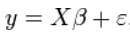 y = Xβ + ε,